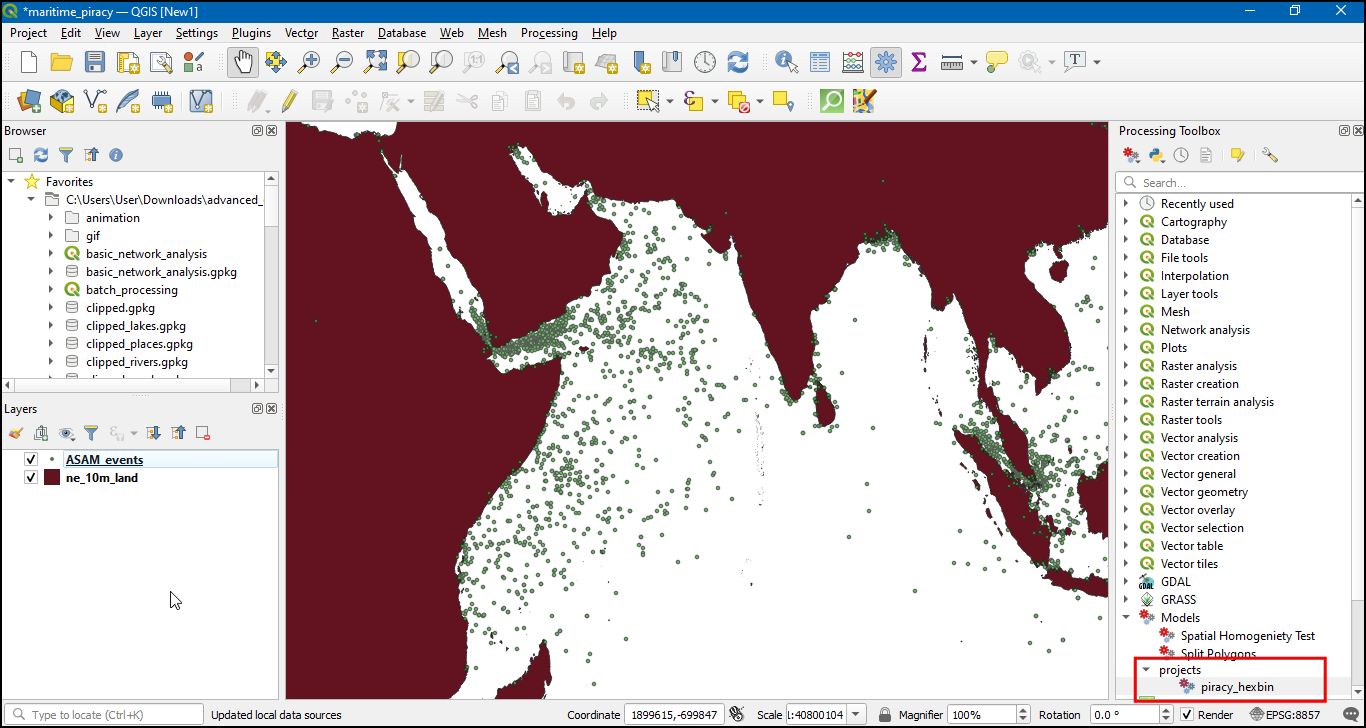 *maritime_piracy — QGIS [New1]
Project Edit View Layer Settings Plugins Vector Raster Database Web Mesh Processing Help
Browser
Favorites
C:\Users\User\Downloads\advanced_
animation
gif
basic_network_analysis
basic_network_analysis.gpkg
batch_processing
clipped.gpkg
clipped_lakes.gpkg
clipped_places.gpkg
clipped_rivers.gpkg
Layers
ASAM_events
ne_10m_land
Processing Toolbox
Search...
Recently used
Cartography
Database
File tools
Interpolation
Layer tools
Mesh
Network analysis
Plots
Raster analysis
Raster creation
Raster terrain analysis
Raster tools
Vector analysis
Vector creation
Vector general
Vector geometry
Vector overlay
Vector selection
Vector table
Vector tiles
GDAL
GRASS
Models
Spatial Homogeniety Test
Split Polygons
projects
piracy_hexbin
Type to locate (Ctrl+K) Updated local data sources Coordinate 1899615,-699847 Scale 1:40800104 Magnifier 100% Rotation 0.0 ° Render EPSG:8857